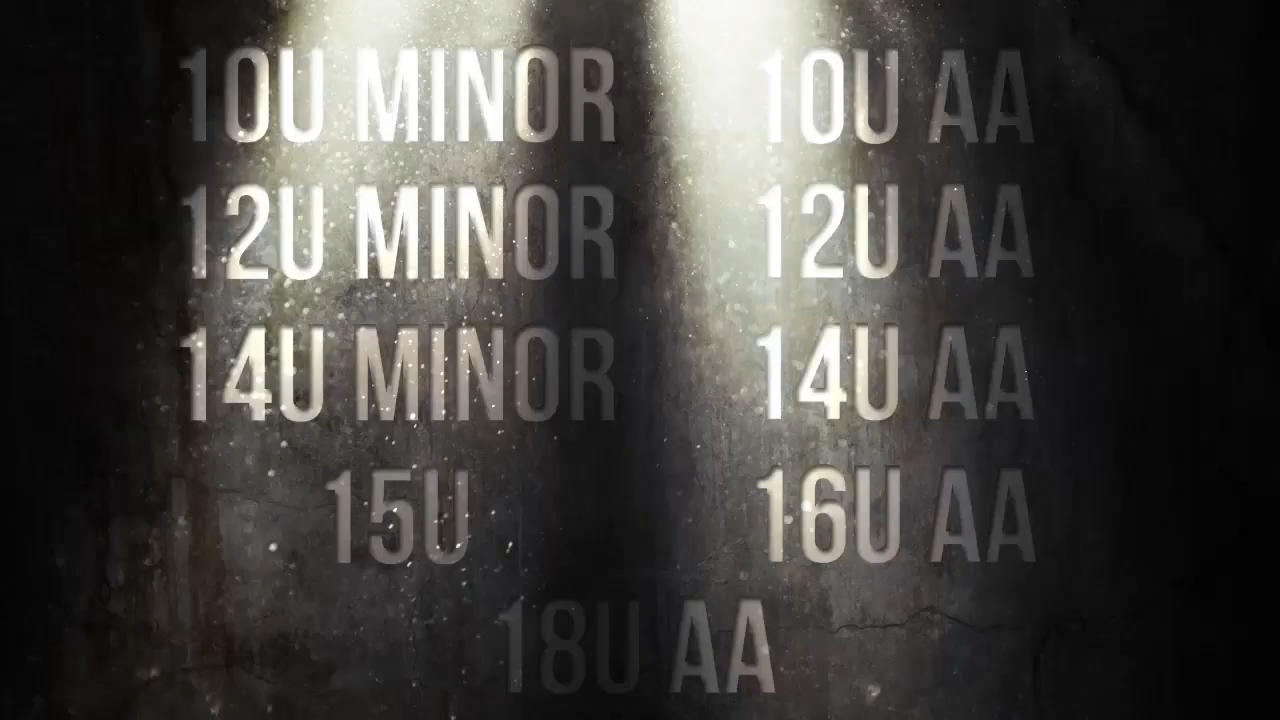 10U MINOR 10U AA
12U MINOR 12U AA
14U MINOR 14U AA
15U 16U AA
18U AA